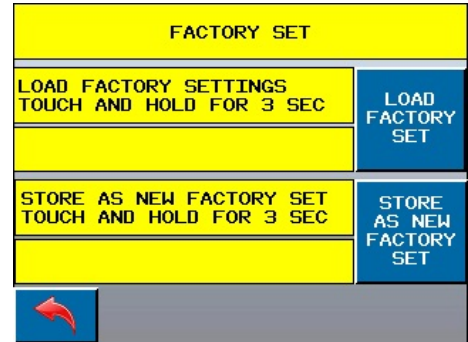 FACTORY SET
LOAD FACTORY SETTINGS
TOUCH AND HOLD FOR 3 SEC
LOAD
FACTORY
SET
STORE AS NEW FACTORY SET
TOUCH AND HOLD FOR 3 SEC
STORE
AS NEW
FACTORY
SET